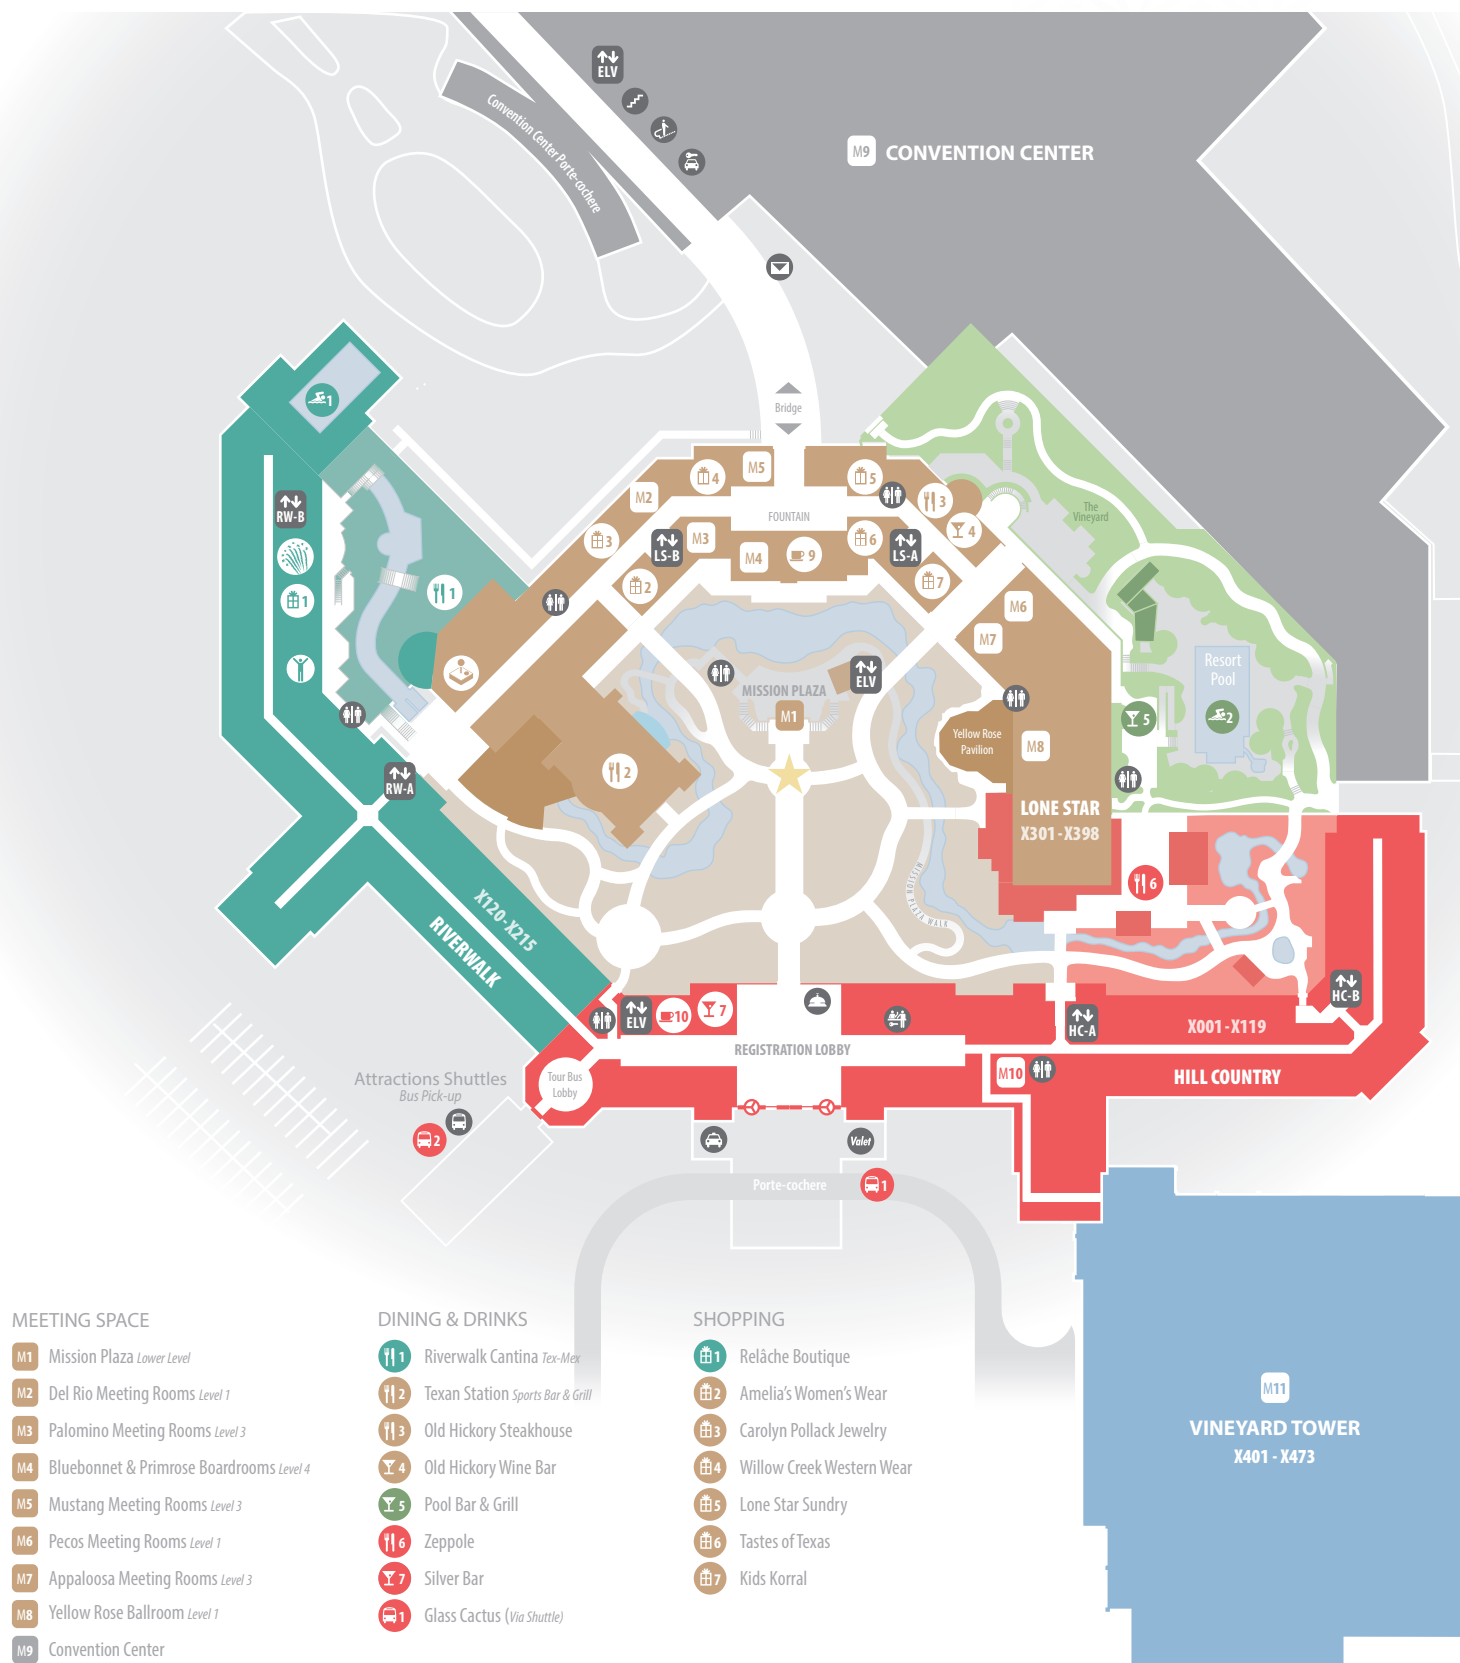 ELV
M9 CONVENTION CENTER
Convention Center Porte-cochere
Bridge
1
4
M5
5
M2
3
RW-B
FOUNTAIN
The
Vineyard
3
M3
6
4
LS-B
LS-A
M4
9
2
7
1
1
M6
M7
Resort
Pool
ELV
MISSION PLAZA
M1
5
2
Yellow Rose
Pavilion
M8
2
RW-A
LONE STAR
X301 - X398
6
MISSION PLAZA WALK
X120 - X215
RIVERWALK
HC-B
ELV
10
7
HC-A
X001 - X119
REGISTRATION LOBBY
M10
HILL COUNTRY
Tour Bus
Lobby
Attractions Shuttles
Bus Pick-up
2
Valet
Porte-cochere
1
M11
VINEYARD TOWER
X401 - X473
MEETING SPACE
M1 Mission Plaza Lower Level
M2 Del Rio Meeting Rooms Level 1
M3 Palomino Meeting Rooms Level 3
M4 Bluebonnet & Primrose Boardrooms Level 4
M5 Mustang Meeting Rooms Level 3
M6 Pecos Meeting Rooms Level 1
M7 Appaloosa Meeting Rooms Level 3
M8 Yellow Rose Ballroom Level 1
M9 Convention Center
DINING & DRINKS
1 Riverwalk Cantina Tex-Mex
2 Texan Station Sports Bar & Grill
3 Old Hickory Steakhouse
4 Old Hickory Wine Bar
5 Pool Bar & Grill
6 Zeppole
7 Silver Bar
1 Glass Cactus (Via Shuttle)
SHOPPING
1 Relâche Boutique
2 Amelia's Women's Wear
3 Carolyn Pollack Jewelry
4 Willow Creek Western Wear
5 Lone Star Sundry
6 Tastes of Texas
7 Kids Korral